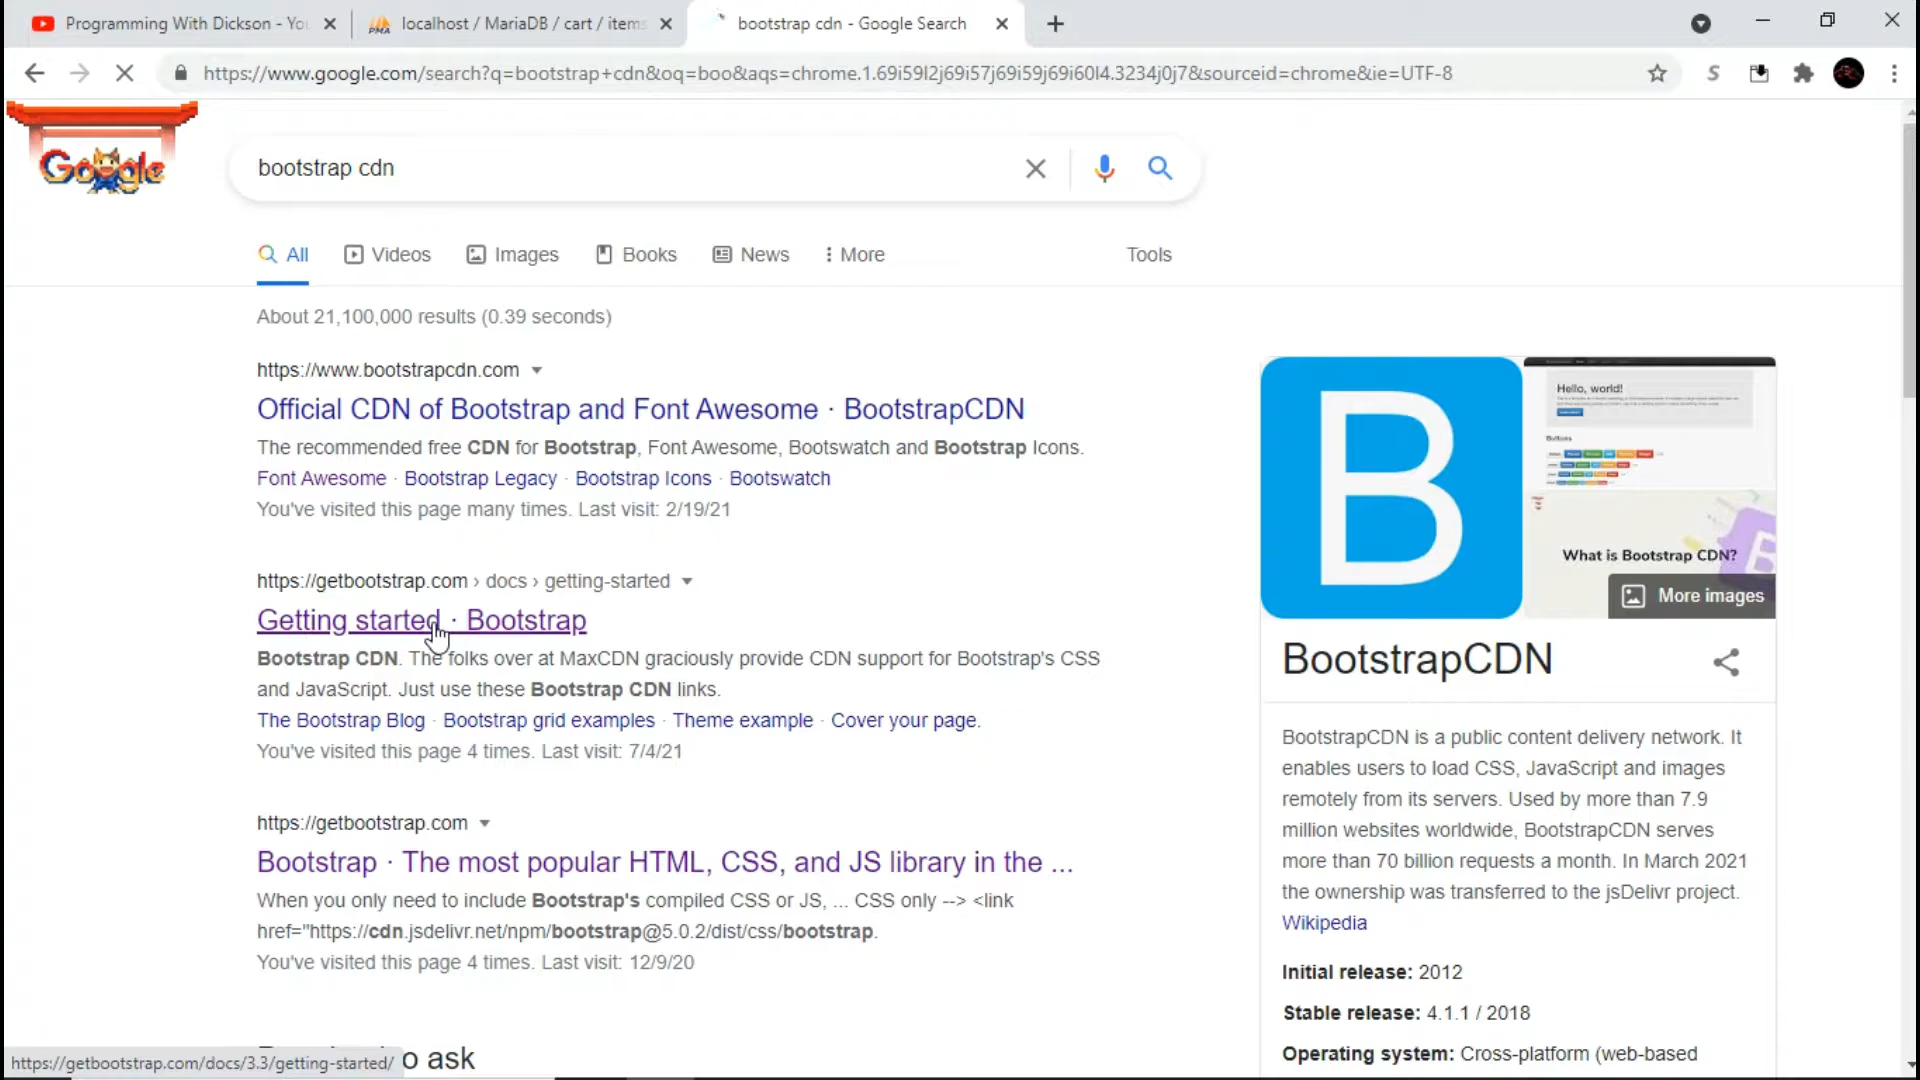 Programming With Dickson - You
localhost / MariaDB / cart / items
bootstrap cdn - Google Search
https://www.google.com/search?q=bootstrap+cdn&oq=boo&aqs=chrome.1.69i59l2j69i57j69i59j69i60l4.3234j0j7&sourceid=chrome&ie=UTF-8
Google
bootstrap cdn
All
Videos
Images
Books
News
More
Tools
About 21,100,000 results (0.39 seconds)
https://www.bootstrapcdn.com
Official CDN of Bootstrap and Font Awesome · BootstrapCDN
The recommended free CDN for Bootstrap, Font Awesome, Bootswatch and Bootstrap Icons.
Font Awesome · Bootstrap Legacy · Bootstrap Icons · Bootswatch
You've visited this page many times. Last visit: 2/19/21
https://getbootstrap.com › docs › getting-started
Getting started · Bootstrap
Bootstrap CDN. The folks over at MaxCDN graciously provide CDN support for Bootstrap's CSS
and JavaScript. Just use these Bootstrap CDN links.
The Bootstrap Blog · Bootstrap grid examples · Theme example · Cover your page.
You've visited this page 4 times. Last visit: 7/4/21
https://getbootstrap.com
Bootstrap · The most popular HTML, CSS, and JS library in the ...
When you only need to include Bootstrap's compiled CSS or JS, ... CSS only --> <link
href="https://cdn.jsdelivr.net/npm/bootstrap@5.0.2/dist/css/bootstrap.
You've visited this page 4 times. Last visit: 12/9/20
ask
https://getbootstrap.com/docs/3.3/getting-started/
B
Hello, world!
Buttons
What is Bootstrap CDN?
More images
BootstrapCDN
BootstrapCDN is a public content delivery network. It
enables users to load CSS, JavaScript and images
remotely from its servers. Used by more than 7.9
million websites worldwide, BootstrapCDN serves
more than 70 billion requests a month. In March 2021
the ownership was transferred to the jsDelivr project.
Wikipedia
Initial release: 2012
Stable release: 4.1.1 / 2018
Operating system: Cross-platform (web-based